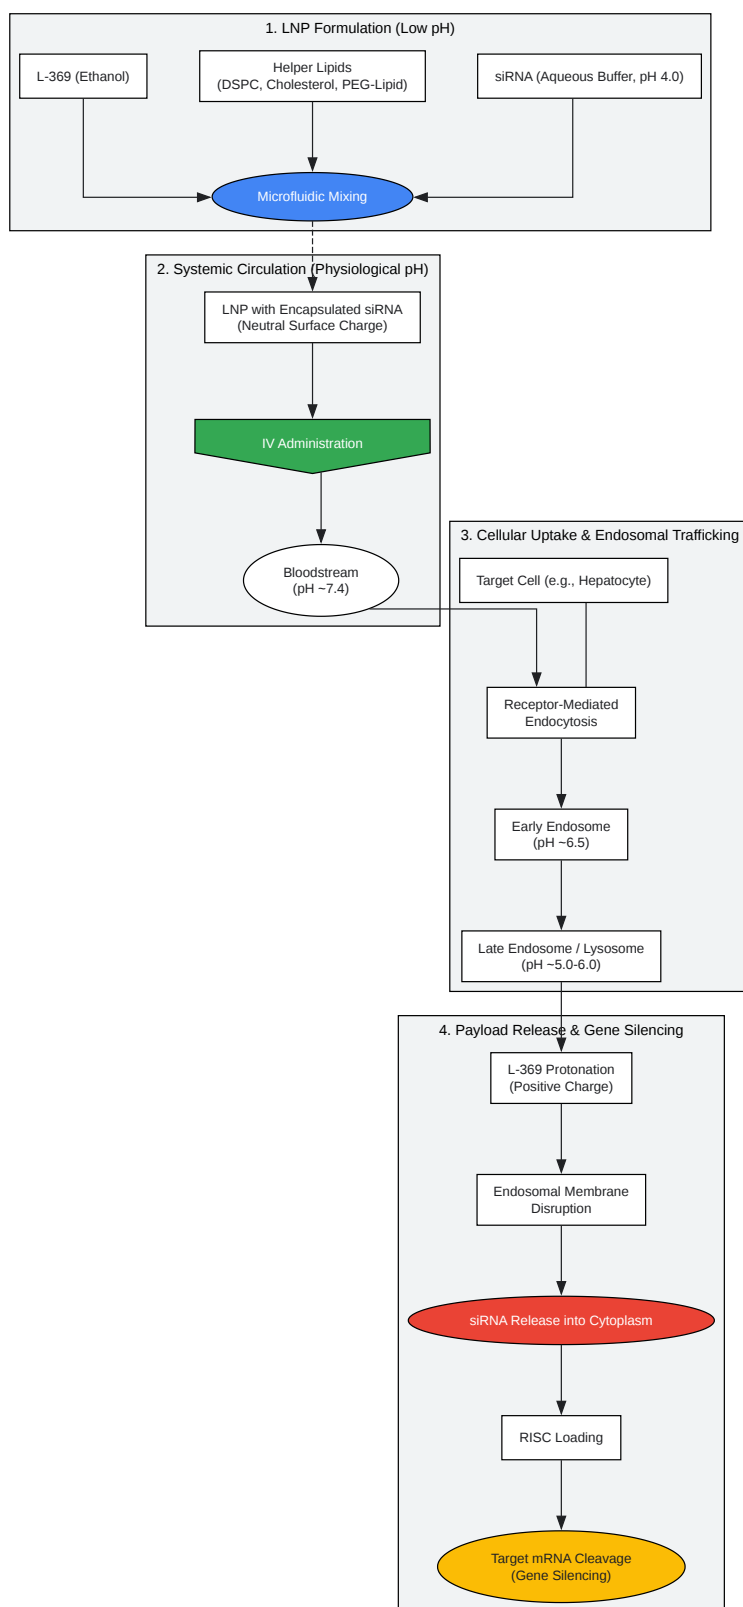 1. LNP Formulation (Low pH)
L-369 (Ethanol)
Helper Lipids
(DSPC, Cholesterol, PEG-Lipid)
siRNA (Aqueous Buffer, pH 4.0)
Microfluidic Mixing
2. Systemic Circulation (Physiological pH)
LNP with Encapsulated siRNA
(Neutral Surface Charge)
IV Administration
Bloodstream
(pH ~7.4)
3. Cellular Uptake & Endosomal Trafficking
Target Cell (e.g., Hepatocyte)
Receptor-Mediated
Endocytosis
Early Endosome
(pH ~6.5)
Late Endosome / Lysosome
(pH ~5.0-6.0)
4. Payload Release & Gene Silencing
L-369 Protonation
(Positive Charge)
Endosomal Membrane
Disruption
siRNA Release into Cytoplasm
RISC Loading
Target mRNA Cleavage
(Gene Silencing)